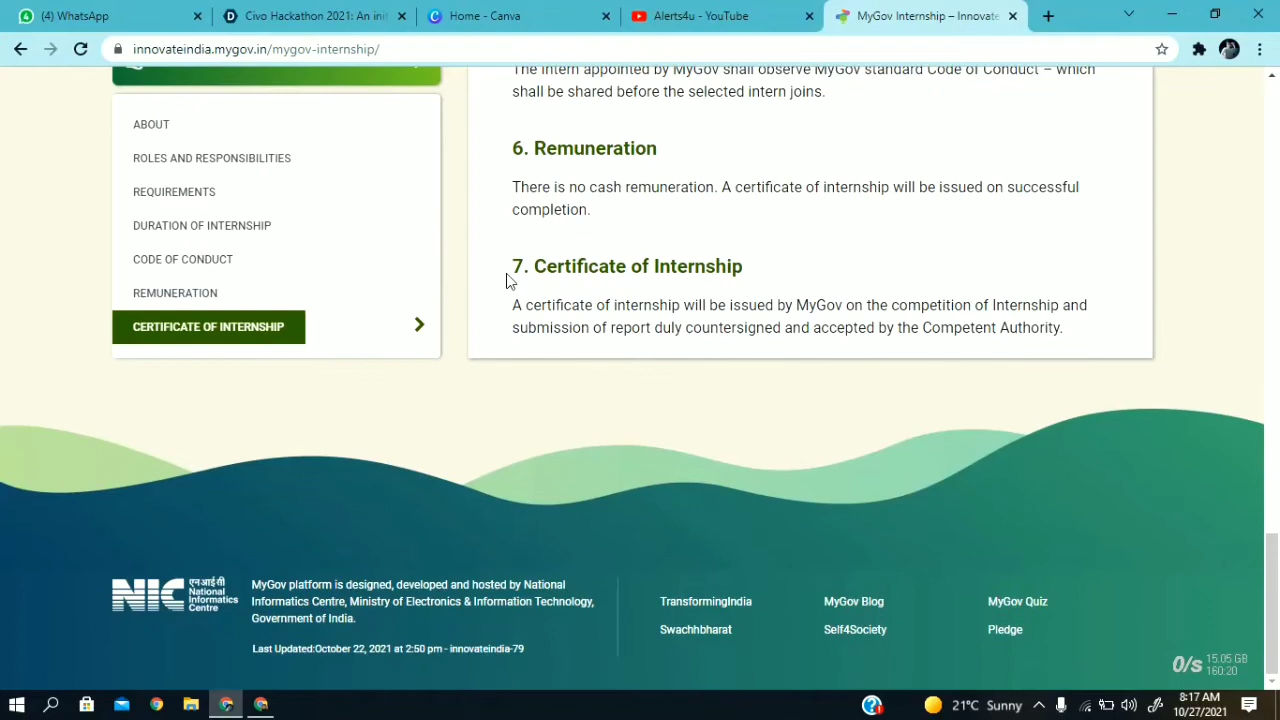 (4) WhatsApp
Civo Hackathon 2021: An ini
Home - Canva
Alerts4u - YouTube
MyGov Internship – Innovate
innovateindia.mygov.in/mygov-internship/
The intern appointed by MyGov shall observe MyGov standard Code of Conduct – which
shall be shared before the selected intern joins.
ABOUT
ROLES AND RESPONSIBILITIES
REQUIREMENTS
DURATION OF INTERNSHIP
CODE OF CONDUCT
REMUNERATION
CERTIFICATE OF INTERNSHIP
6. Remuneration
There is no cash remuneration. A certificate of internship will be issued on successful
completion.
7. Certificate of Internship
A certificate of internship will be issued by MyGov on the competition of Internship and
submission of report duly countersigned and accepted by the Competent Authority.
NIC
एन आई सी
National
Informatics
Centre
MyGov platform is designed, developed and hosted by National
Informatics Centre, Ministry of Electronics & Information Technology,
Government of India.
Last Updated:October 22, 2021 at 2:50 pm - innovateindia-79
TransformingIndia
MyGov Blog
MyGov Quiz
Swachhbharat
Self4Society
Pledge
0/s
15.05 GB
160:20
21°C Sunny
8:17 AM
10/27/2021